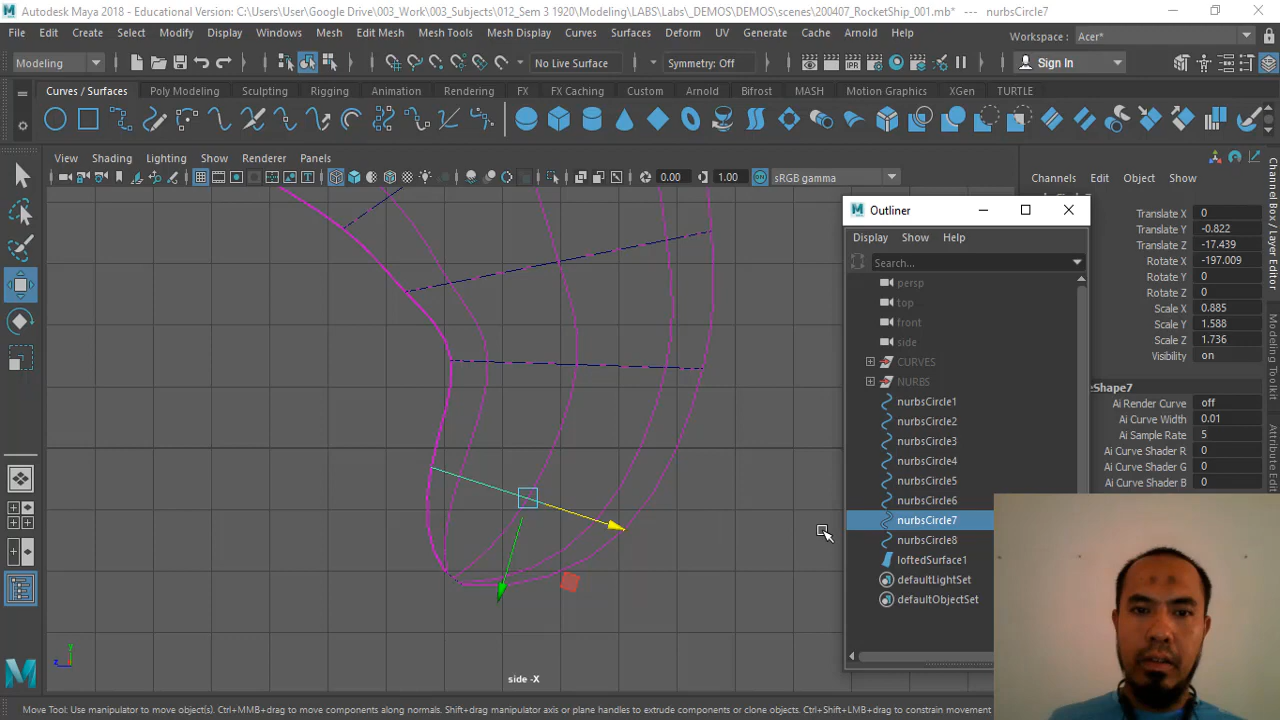 Autodesk Maya 2018 - Educational Version: C:\Users\User\Google Drive\003_Work\003_Subjects\012_Sem 3 1920\Modeling\LABS\Labs\_DEMOS\DEMOS\scenes\200407_RocketShip_001.mb* --- nurbsCircle7
File Edit Create Select Modify Display Windows Mesh Edit Mesh Mesh Tools Mesh Display Curves Surfaces Deform UV Generate Cache Arnold Help
Workspace : Acer*
Modeling
No Live Surface
Symmetry: Off
Sign In
Curves / Surfaces Poly Modeling Sculpting Rigging Animation Rendering FX FX Caching Custom Arnold Bifrost MASH Motion Graphics XGen TURTLE
View Shading Lighting Show Renderer Panels
0.00 1.00 sRGB gamma
Channels Edit Object Show
Translate X 0
Translate Y -0.822
Translate Z -17.439
Rotate X -197.009
Rotate Y 0
Rotate Z 0
Scale X 0.885
Scale Y 1.588
Scale Z 1.736
Visibility on
eShape7
Ai Render Curve off
Ai Curve Width 0.01
Ai Sample Rate 5
Ai Curve Shader R 0
Ai Curve Shader G 0
Ai Curve Shader B 0
Channel Box / Layer Editor
Modeling Toolkit
Outliner
Display Show Help
Search...
persp
top
front
side
CURVES
NURBS
nurbsCircle1
nurbsCircle2
nurbsCircle3
nurbsCircle4
nurbsCircle5
nurbsCircle6
nurbsCircle7
nurbsCircle8
loftedSurface1
defaultLightSet
defaultObjectSet
y
z
side -X
Move Tool: Use manipulator to move object(s). Ctrl+MMB+drag to move components along normals. Shift+drag manipulator axis or plane handles to extrude components or clone objects. Ctrl+Shift+LMB+drag to constrain movement